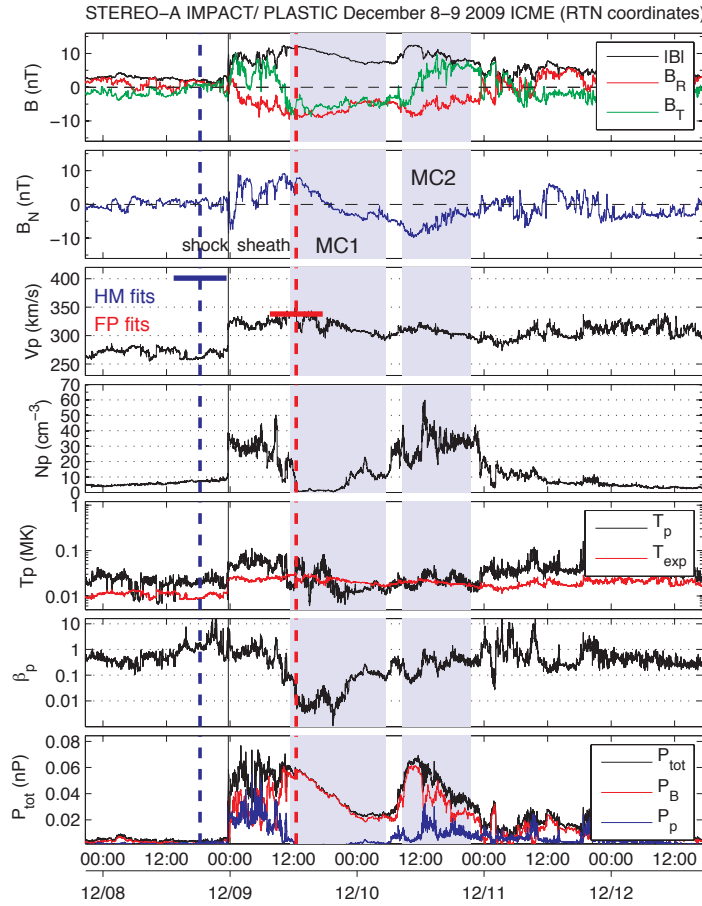 STEREO−A IMPACT/ PLASTIC December 8−9 2009 ICME (RTN coordinates)
B (nT)
10
0
−10
|B|
B_R
B_T
B_N (nT)
10
0
−10
shock
sheath
MC1
MC2
Vp (km/s)
400
350
300
250
HM fits
FP fits
Np (cm⁻³)
70
60
50
40
30
20
10
0
Tp (MK)
1
0.1
0.01
T_p
T_exp
β_p
10
1
0.1
0.01
P_tot (nP)
0.08
0.06
0.04
0.02
P_tot
P_B
P_p
00:00 12:00 00:00 12:00 00:00 12:00 00:00 12:00 00:00 12:00
12/08 12/09 12/10 12/11 12/12